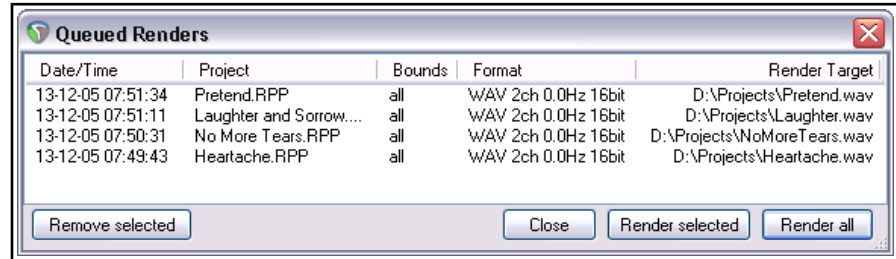 Queued Renders
Date/Time Project Bounds Format Render Target
13-12-05 07:51:34 Pretend.RPP all WAV 2ch 0.0Hz 16bit D:\Projects\Pretend.wav
13-12-05 07:51:11 Laughter and Sorrow.... all WAV 2ch 0.0Hz 16bit D:\Projects\Laughter.wav
13-12-05 07:50:31 No More Tears.RPP all WAV 2ch 0.0Hz 16bit D:\Projects\NoMoreTears.wav
13-12-05 07:49:43 Heartache.RPP all WAV 2ch 0.0Hz 16bit D:\Projects\Heartache.wav
Remove selected Close Render selected Render all